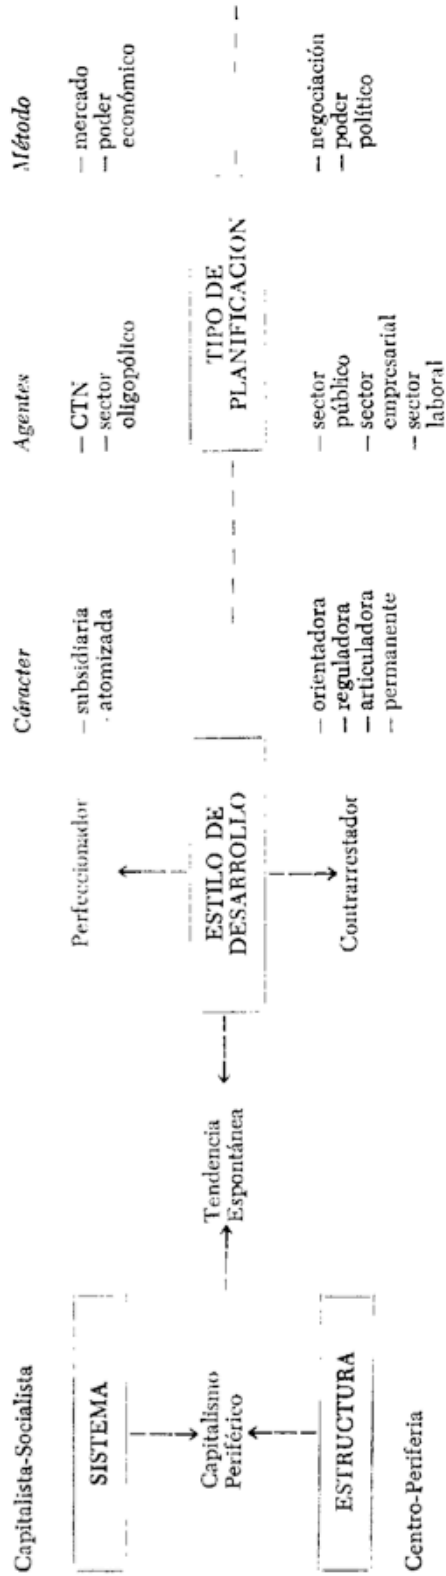 Capitalista-Socialista
SISTEMA
Capitalismo
Periférico
ESTRUCTURA
Centro-Periferia
Tendencia
Espontánea
Perfeccionador
ESTILO DE
DESARROLLO
Contrarrestador
Cáracter
— subsidiaria
. atomizada
— orientadora
— reguladora
— articuladora
— permanente
Agentes
— CTN
— sector
oligopólico
TIPO DE
PLANIFICACION
— sector
público
— sector
empresarial
— sector
laboral
Método
— mercado
— poder
económico
— negociación
— poder
político